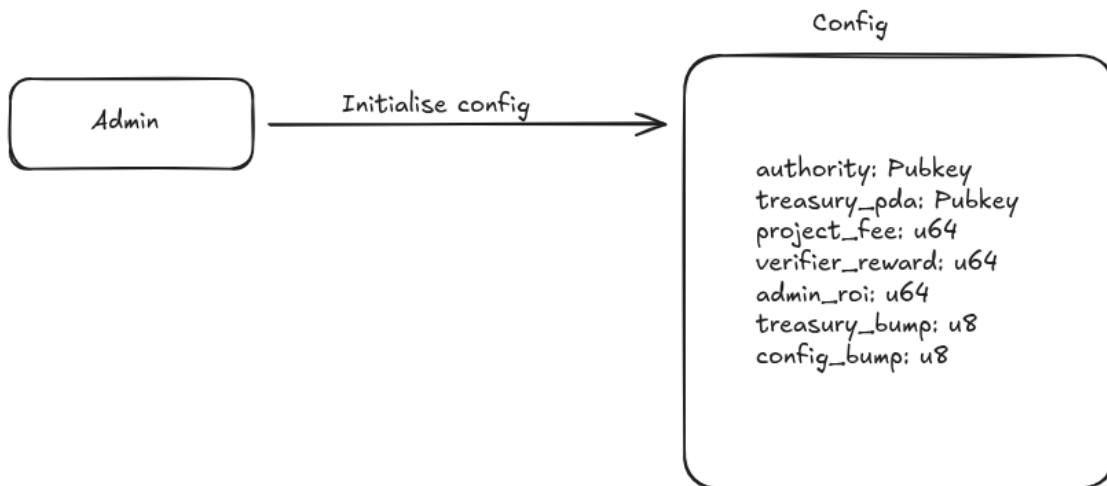 Config
Admin
Initialise config
authority: Pubkey
treasury_pda: Pubkey
project_fee: u64
verifier_reward: u64
admin_roi: u64
treasury_bump: u8
config_bump: u8